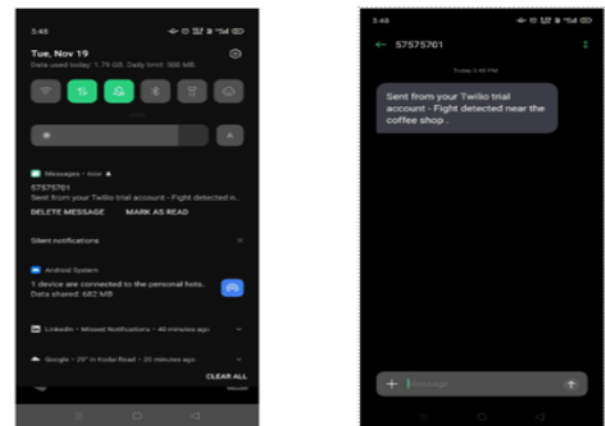 3:48
Tue, Nov 19
Data used today: 1.79 GB. Daily limit: 500 MB.
A
Messages • now
57575701
Sent from your Twilio trial account - Fight detected n..
DELETE MESSAGE MARK AS READ
Silent notifications
Android System
1 device are connected to the personal hots..
Data shared: 682 MB
LinkedIn • Missed Notifications • 40 minutes ago
Google • 29° in Kodai Road • 20 minutes ago
CLEAR ALL
3:48
57575701
Today 3:48 PM
Sent from your Twilio trial
account - Fight detected near the
coffee shop .
Message